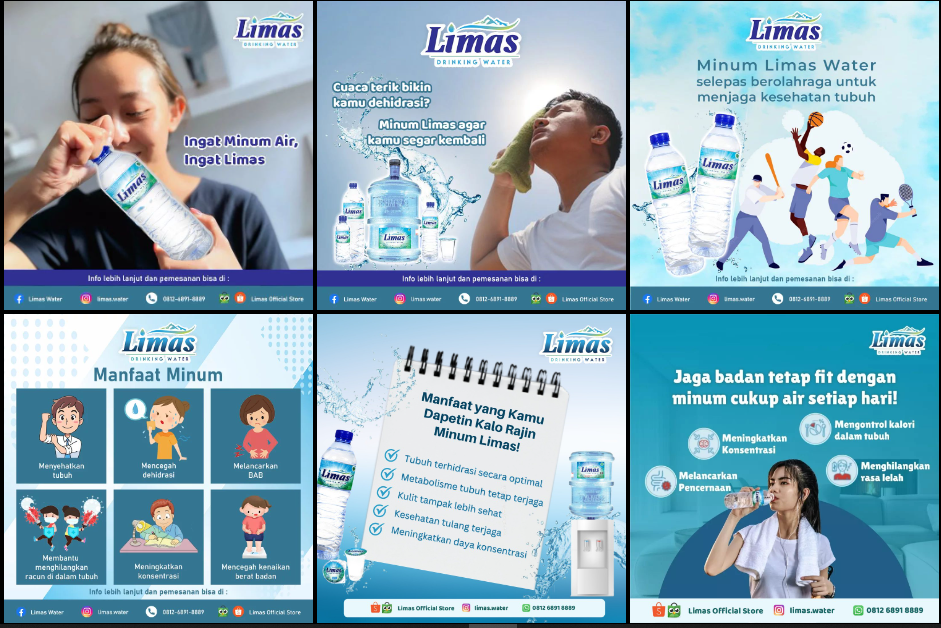 Limas
DRINKING WATER
Ingat Minum Air,
Ingat Limas
Limas
Info lebih lanjut dan pemesanan bisa di :
Limas Water
limas.water
0812-6891-8889
Limas Official Store
Limas
DRINKING WATER
Cuaca terik bikin
kamu dehidrasi?
Minum Limas agar
kamu segar kembali
Limas
Limas
Info lebih lanjut dan pemesanan bisa di :
Limas Water
limas.water
0812-6891-8889
Limas Official Store
Limas
DRINKING WATER
Minum Limas Water
selepas berolahraga untuk
menjaga kesehatan tubuh
Limas
Limas
Info lebih lanjut dan pemesanan bisa di :
Limas Water
limas.water
0812-6891-8889
Limas Official Store
Limas
DRINKING WATER
Manfaat Minum
Menyehatkan
tubuh
Mencegah
dehidrasi
Melancarkan
BAB
Membantu
menghilangkan
racun di dalam tubuh
Meningkatkan
konsentrasi
Mencegah kenaikan
berat badan
Info lebih lanjut dan pemesanan bisa di :
Limas Water
limas.water
0812-6891-8889
Limas Official Store
Limas
DRINKING WATER
Manfaat yang Kamu
Dapetin Kalo Rajin
Minum Limas!
Tubuh terhidrasi secara optimal
Metabolisme tubuh tetap terjaga
Kulit tampak lebih sehat
Kesehatan tulang terjaga
Meningkatkan daya konsentrasi
Limas
Limas
Limas Official Store
limas.water
0812 6891 8889
Limas
DRINKING WATER
Jaga badan tetap fit dengan
minum cukup air setiap hari!
Meningkatkan
Konsentrasi
Mengontrol kalori
dalam tubuh
Melancarkan
Pencernaan
Menghilangkan
rasa lelah
Limas Official Store
limas.water
0812 6891 8889